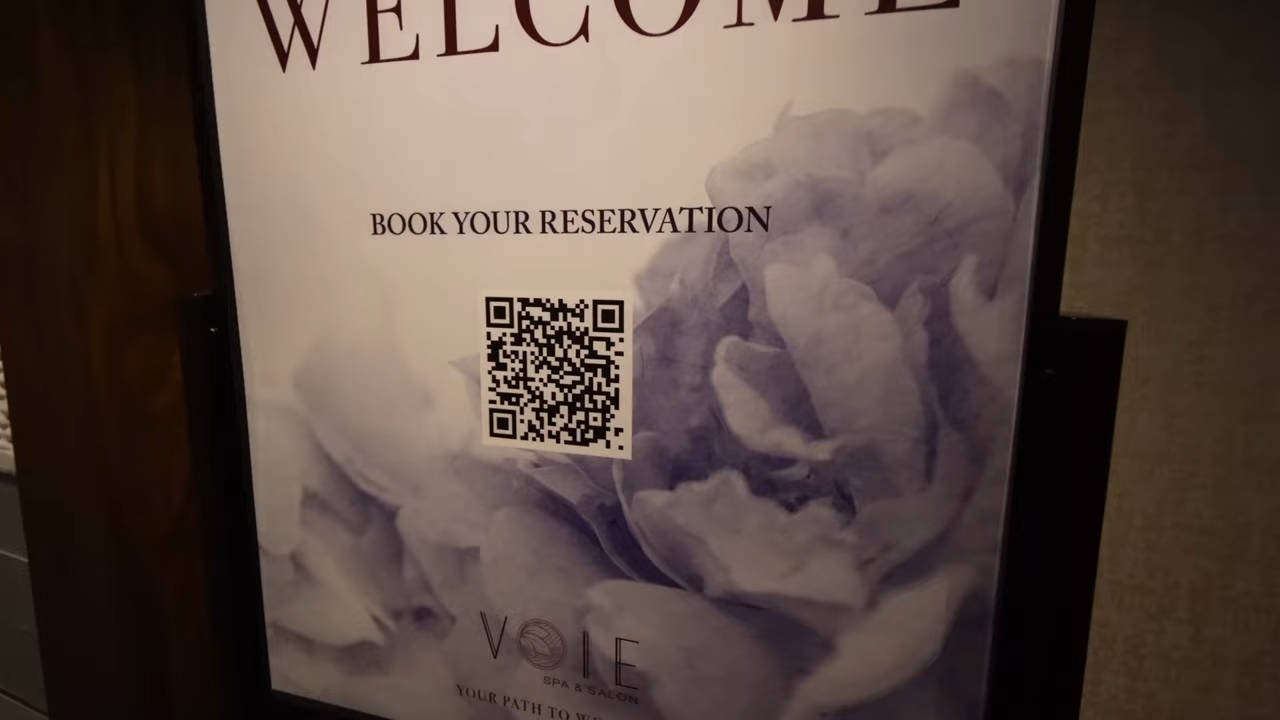 WELCOME
BOOK YOUR RESERVATION
VOIE
SPA & SALON
YOUR PATH TO